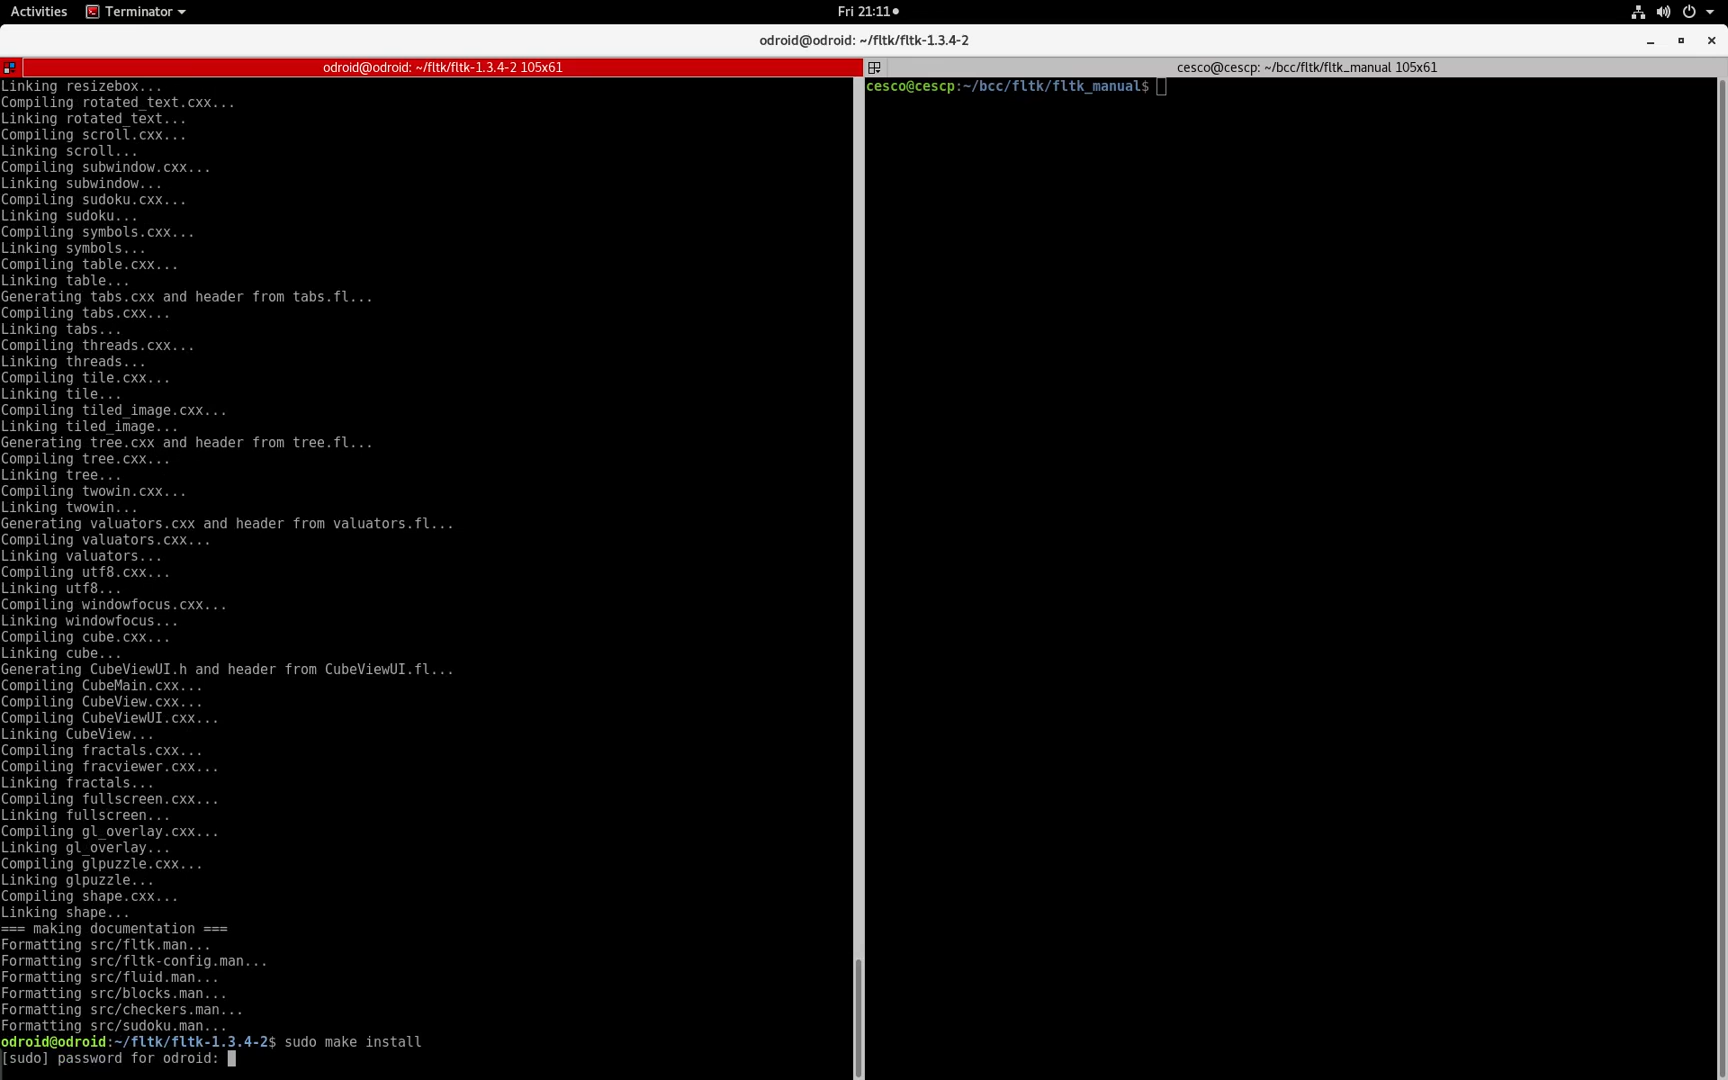 Activities Terminator Fri 21:11
odroid@odroid: ~/fltk/fltk-1.3.4-2
odroid@odroid: ~/fltk/fltk-1.3.4-2 105x61
cesco@cescp: ~/bcc/fltk/fltk_manual 105x61
Linking resizebox...
Compiling rotated_text.cxx...
Linking rotated_text...
Compiling scroll.cxx...
Linking scroll...
Compiling subwindow.cxx...
Linking subwindow...
Compiling sudoku.cxx...
Linking sudoku...
Compiling symbols.cxx...
Linking symbols...
Compiling table.cxx...
Linking table...
Generating tabs.cxx and header from tabs.fl...
Compiling tabs.cxx...
Linking tabs...
Compiling threads.cxx...
Linking threads...
Compiling tile.cxx...
Linking tile...
Compiling tiled_image.cxx...
Linking tiled_image...
Generating tree.cxx and header from tree.fl...
Compiling tree.cxx...
Linking tree...
Compiling twowin.cxx...
Linking twowin...
Generating valuators.cxx and header from valuators.fl...
Compiling valuators.cxx...
Linking valuators...
Compiling utf8.cxx...
Linking utf8...
Compiling windowfocus.cxx...
Linking windowfocus...
Compiling cube.cxx...
Linking cube...
Generating CubeViewUI.h and header from CubeViewUI.fl...
Compiling CubeMain.cxx...
Compiling CubeView.cxx...
Compiling CubeViewUI.cxx...
Linking CubeView...
Compiling fractals.cxx...
Compiling fracviewer.cxx...
Linking fractals...
Compiling fullscreen.cxx...
Linking fullscreen...
Compiling gl_overlay.cxx...
Linking gl_overlay...
Compiling glpuzzle.cxx...
Linking glpuzzle...
Compiling shape.cxx...
Linking shape...
=== making documentation ===
Formatting src/fltk.man...
Formatting src/fltk-config.man...
Formatting src/fluid.man...
Formatting src/blocks.man...
Formatting src/checkers.man...
Formatting src/sudoku.man...
odroid@odroid:~/fltk/fltk-1.3.4-2$ sudo make install
[sudo] password for odroid:
cesco@cescp:~/bcc/fltk/fltk_manual$